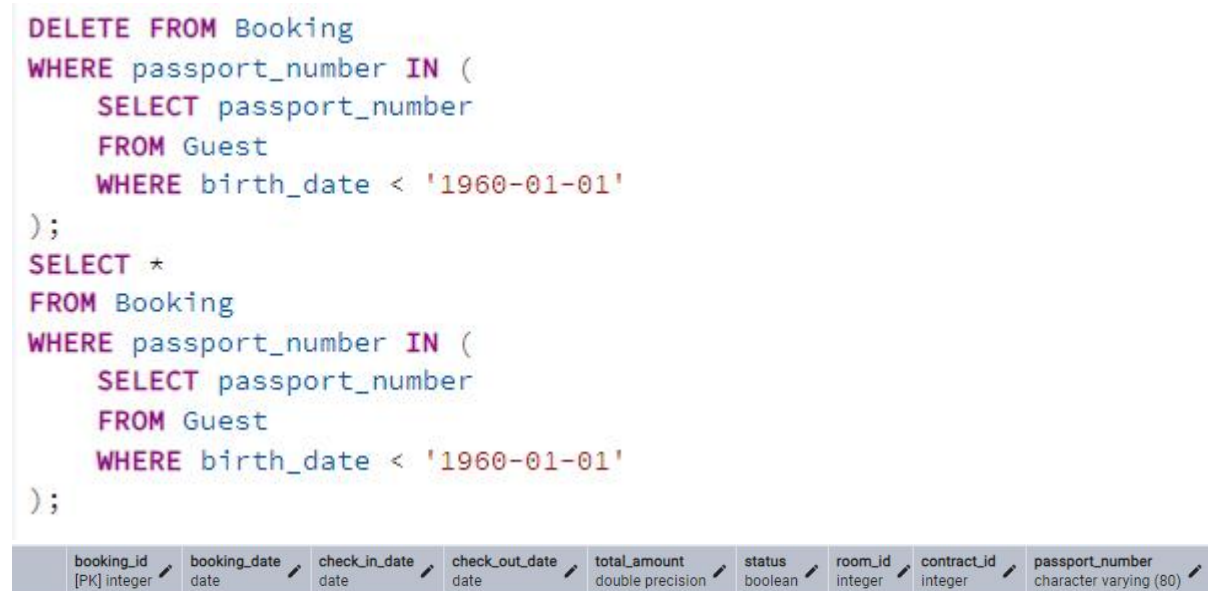 DELETE FROM Booking
WHERE passport_number IN (
SELECT passport_number
FROM Guest
WHERE birth_date < '1960-01-01'
);
SELECT *
FROM Booking
WHERE passport_number IN (
SELECT passport_number
FROM Guest
WHERE birth_date < '1960-01-01'
);
booking_id booking_date check_in_date check_out_date total_amount status room_id contract_id passport_number
[PK] integer date date date double precision boolean integer integer character varying (80)